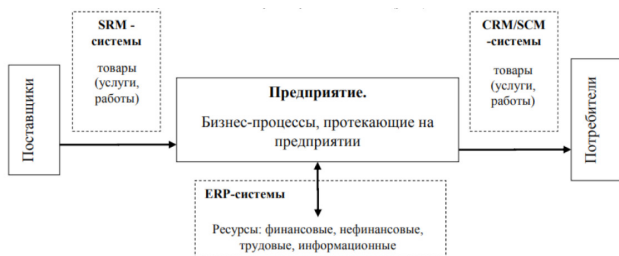 SRM -
системы
товары
(услуги,
работы)
CRM/SCM
-системы
товары
(услуги,
работы)
Поставщики
Предприятие.
Бизнес-процессы, протекающие на
предприятии
Потребители
ERP-системы
Ресурсы: финансовые, нефинансовые,
трудовые, информационные